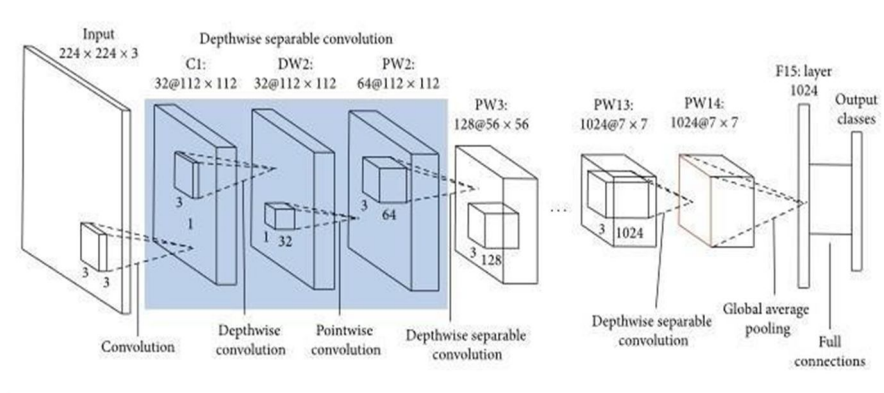 Input
224 × 224 × 3
Depthwise separable convolution
C1:
32@112 × 112
DW2:
32@112 × 112
PW2:
64@112 × 112
PW3:
128@56 × 56
PW13:
1024@7 × 7
PW14:
1024@7 × 7
F15: layer
1024
Output
classes
3
3
3
1
1
32
3
64
3
128
...
3
1024
Convolution
Depthwise
convolution
Pointwise
convolution
Depthwise separable
convolution
Depthwise separable
convolution
Global average
pooling
Full
connections